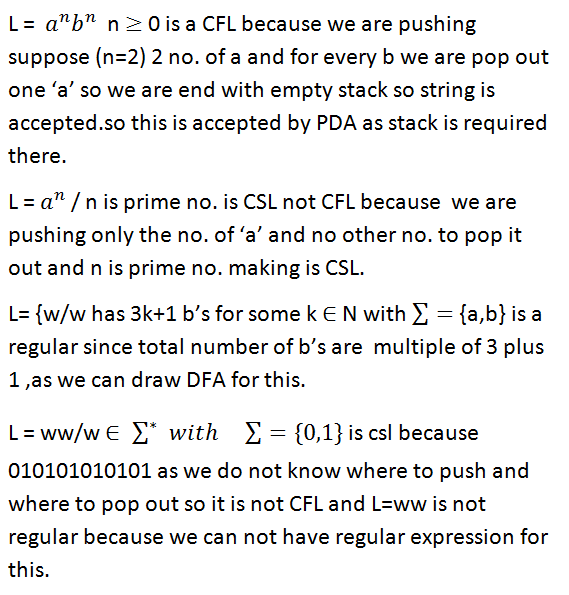 L = aⁿbⁿ n ≥ 0 is a CFL because we are pushing
suppose (n=2) 2 no. of a and for every b we are pop out
one ‘a’ so we are end with empty stack so string is
accepted.so this is accepted by PDA as stack is required
there.
L = aⁿ / n is prime no. is CSL not CFL because we are
pushing only the no. of ‘a’ and no other no. to pop it
out and n is prime no. making is CSL.
L= {w/w has 3k+1 b’s for some k ∈ N with ∑ = {a,b} is a
regular since total number of b’s are multiple of 3 plus
1 ,as we can draw DFA for this.
L = ww/w ∈ ∑* with ∑ = {0,1} is csl because
010101010101 as we do not know where to push and
where to pop out so it is not CFL and L=ww is not
regular because we can not have regular expression for
this.